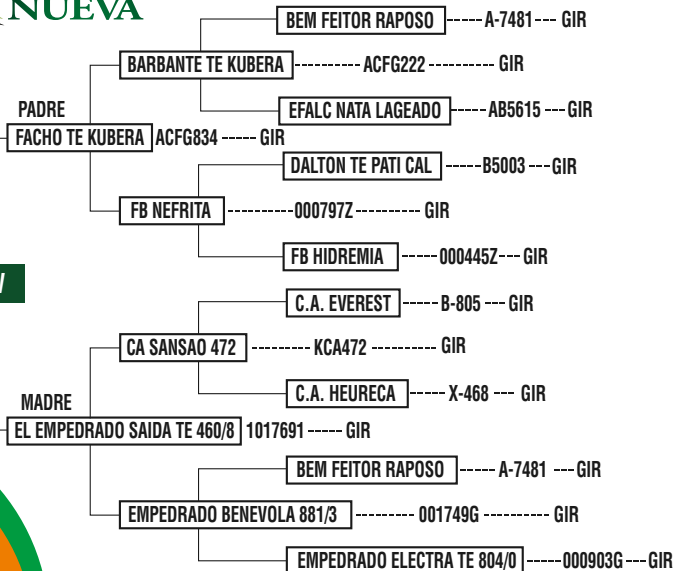 NUEVA
BEM FEITOR RAPOSO ----- A-7481 --- GIR
BARBANTE TE KUBERA ---------- ACFG222 ---------- GIR
EFALC NATA LAGEADO ----- AB5615 --- GIR
PADRE
FACHO TE KUBERA ACFG834 ----- GIR
DALTON TE PATI CAL ----- B5003 --- GIR
FB NEFRITA ---------- 000797Z ---------- GIR
FB HIDREMIA ----- 000445Z --- GIR
C.A. EVEREST ----- B-805 --- GIR
CA SANSAO 472 --------- KCA472 ---------- GIR
C.A. HEURECA ----- X-468 --- GIR
MADRE
EL EMPEDRADO SAIDA TE 460/8 1017691 ----- GIR
BEM FEITOR RAPOSO ----- A-7481 --- GIR
EMPEDRADO BENEVOLA 881/3 --------- 001749G ---------- GIR
EMPEDRADO ELECTRA TE 804/0 ----- 000903G --- GIR